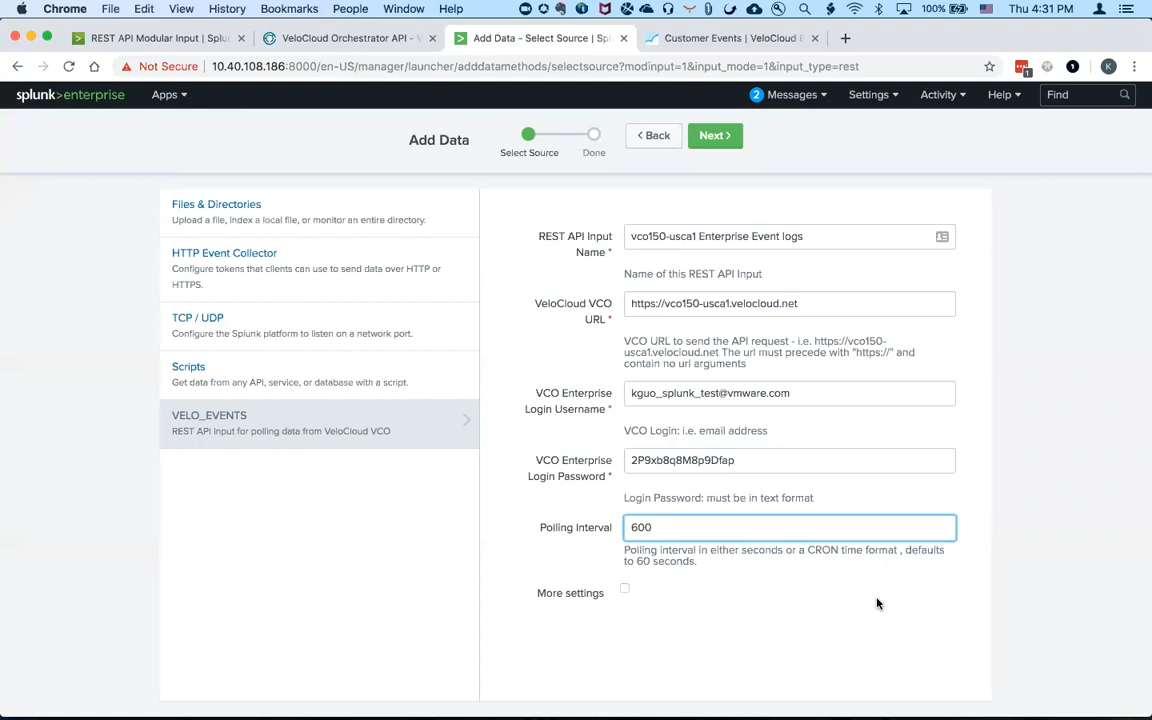 Chrome File Edit View History Bookmarks People Window Help 100% Thu 4:31 PM
REST API Modular Input | Splun VeloCloud Orchestrator API - V Add Data - Select Source | Spl Customer Events | VeloCloud E
Not Secure 10.40.108.186:8000/en-US/manager/launcher/adddatamethods/selectsource?modinput=1&input_mode=1&input_type=rest
1 1 K
splunk>enterprise Apps 2 Messages Settings Activity Help Find
Add Data
Select Source Done
< Back Next >
Files & Directories
Upload a file, index a local file, or monitor an entire directory.
HTTP Event Collector
Configure tokens that clients can use to send data over HTTP or
HTTPS.
TCP / UDP
Configure the Splunk platform to listen on a network port.
Scripts
Get data from any API, service, or database with a script.
VELO_EVENTS
REST API Input for polling data from VeloCloud VCO
REST API Input
Name *
vco150-usca1 Enterprise Event logs
Name of this REST API Input
VeloCloud VCO
URL *
https://vco150-usca1.velocloud.net
VCO URL to send the API request - i.e. https://vco150-
usca1.velocloud.net The url must precede with "https://" and
contain no url arguments
VCO Enterprise
Login Username *
kguo_splunk_test@vmware.com
VCO Login: i.e. email address
VCO Enterprise
Login Password *
2P9xb8q8M8p9Dfap
Login Password: must be in text format
Polling Interval
600
Polling interval in either seconds or a CRON time format , defaults
to 60 seconds.
More settings